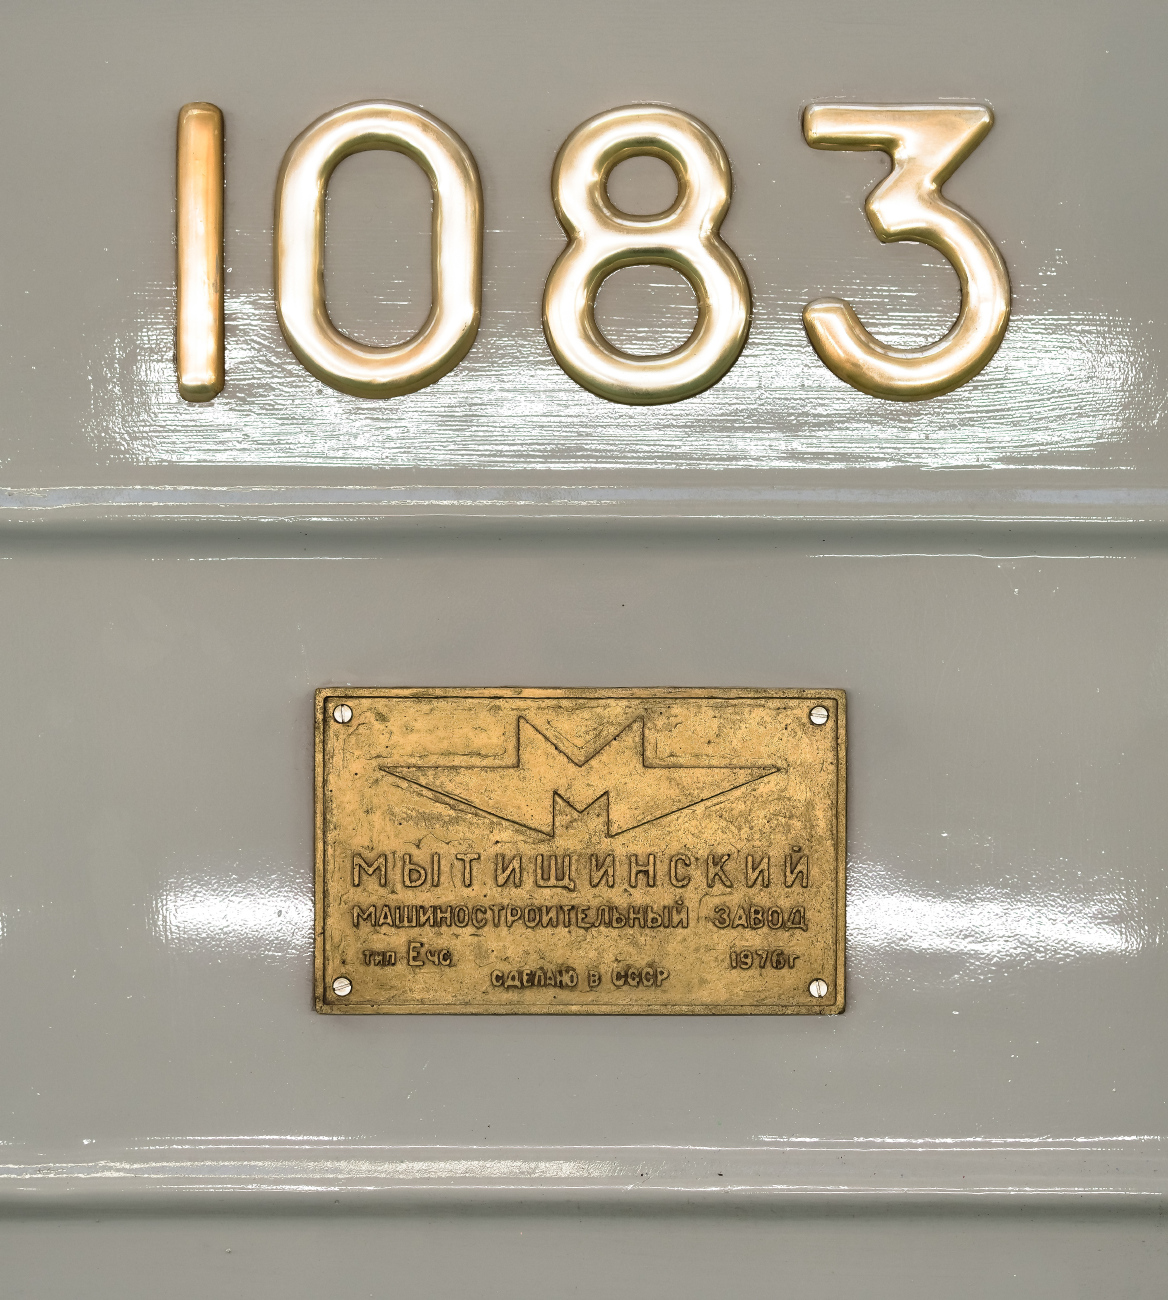 1083
МЫТИЩИНСКИЙ
МАШИНОСТРОИТЕЛЬНЫЙ ЗАВОД
тип Ечс 1976г
СДЕЛАНО В СССР